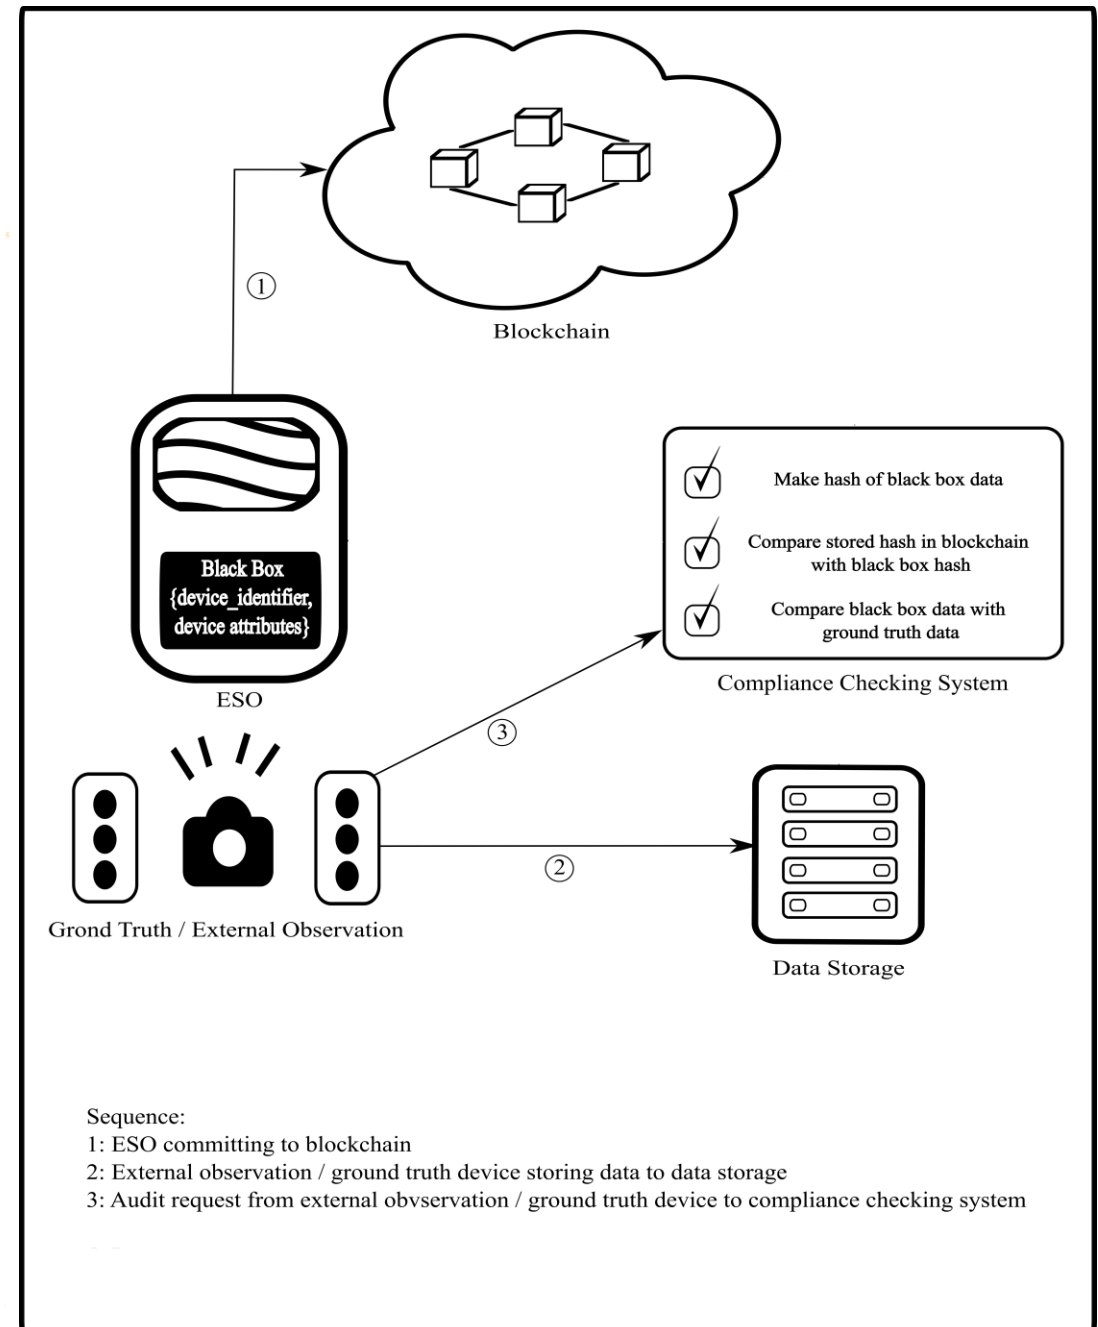 1
Blockchain
Black Box
{device_identifier,
device attributes}
ESO
Make hash of black box data
Compare stored hash in blockchain
with black box hash
Compare black box data with
ground truth data
Compliance Checking System
3
2
Grond Truth / External Observation
Data Storage
Sequence:
1: ESO committing to blockchain
2: External observation / ground truth device storing data to data storage
3: Audit request from external obvservation / ground truth device to compliance checking system